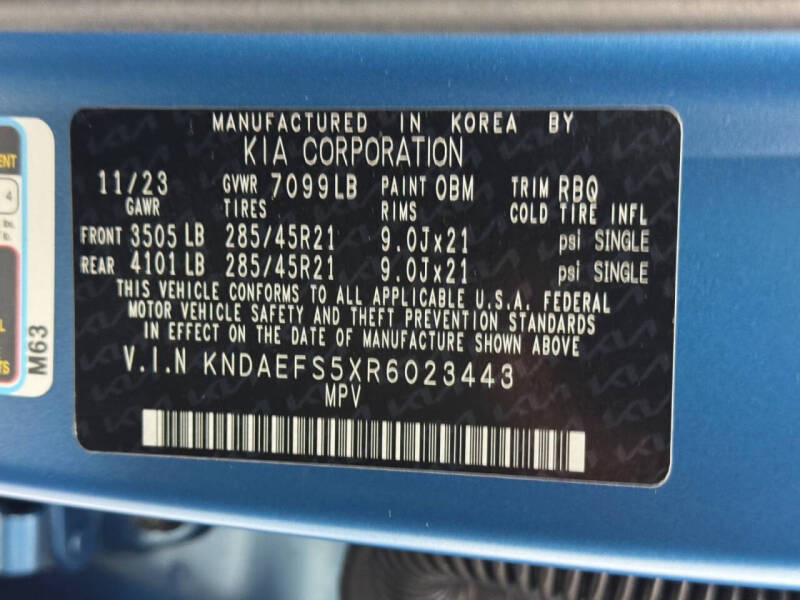 MANUFACTURED IN KOREA BY
KIA CORPORATION
11/23 GVWR 7099LB PAINT OBM TRIM RBQ
GAWR TIRES RIMS COLD TIRE INFL
FRONT 3505 LB 285/45R21 9.0Jx21 psi SINGLE
REAR 4101 LB 285/45R21 9.0Jx21 psi SINGLE
THIS VEHICLE CONFORMS TO ALL APPLICABLE U.S.A. FEDERAL
MOTOR VEHICLE SAFETY AND THEFT PREVENTION STANDARDS
IN EFFECT ON THE DATE OF MANUFACTURE SHOWN ABOVE
V.I.N KNDAEFS5XR6023443
MPV
4
M63